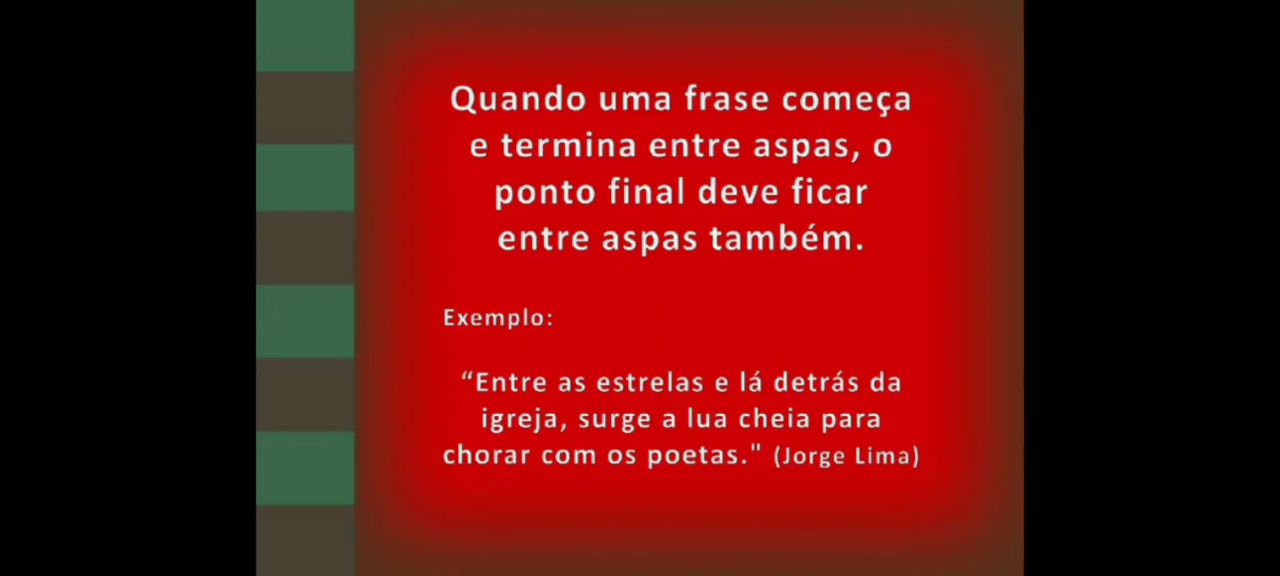 Quando uma frase começa
e termina entre aspas, o
ponto final deve ficar
entre aspas também.
Exemplo:
“Entre as estrelas e lá detrás da
igreja, surge a lua cheia para
chorar com os poetas." (Jorge Lima)